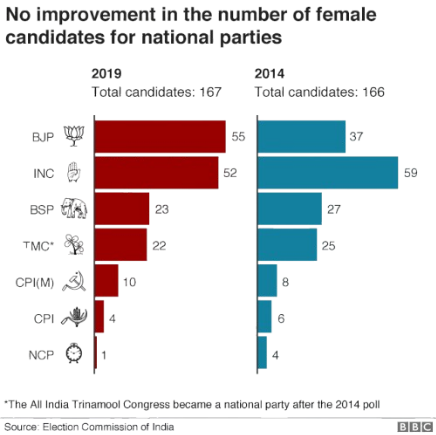 No improvement in the number of female
candidates for national parties
2019
Total candidates: 167
2014
Total candidates: 166
BJP 55 37
INC 52 59
BSP 23 27
TMC* 22 25
CPI(M) 10 8
CPI 4 6
NCP 1 4
*The All India Trinamool Congress became a national party after the 2014 poll
Source: Election Commission of India BBC